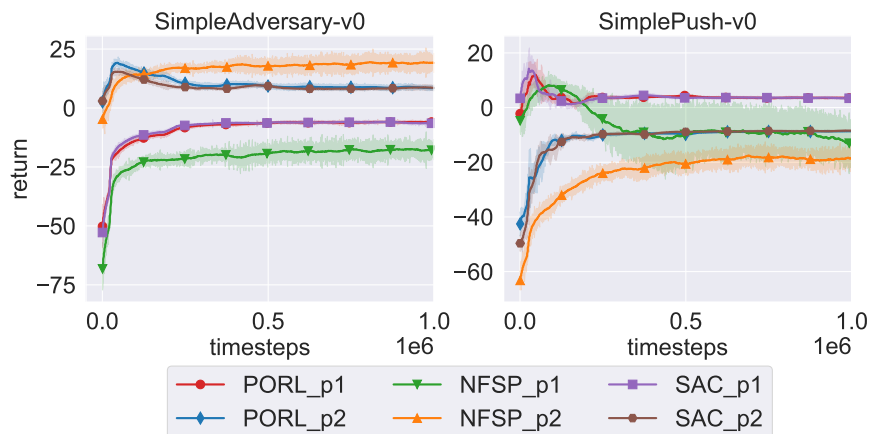 SimpleAdversary-v0
SimplePush-v0
25
0
−25
−50
−75
return
0.0
0.5
1.0
timesteps
1e6
20
0
−20
−40
−60
0.0
0.5
1.0
timesteps
1e6
PORL_p1
NFSP_p1
SAC_p1
PORL_p2
NFSP_p2
SAC_p2